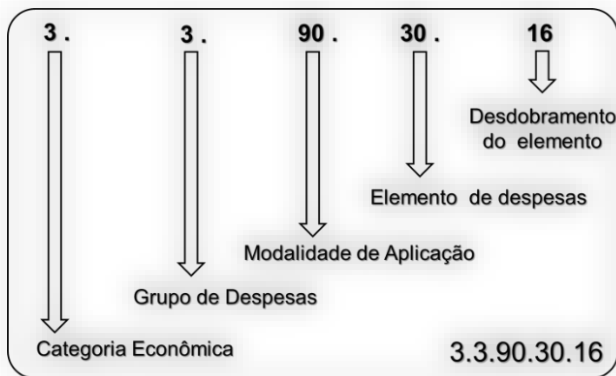 3 . 3 . 90 . 30 . 16
Desdobramento
do elemento
Elemento de despesas
Modalidade de Aplicação
Grupo de Despesas
Categoria Econômica
3.3.90.30.16